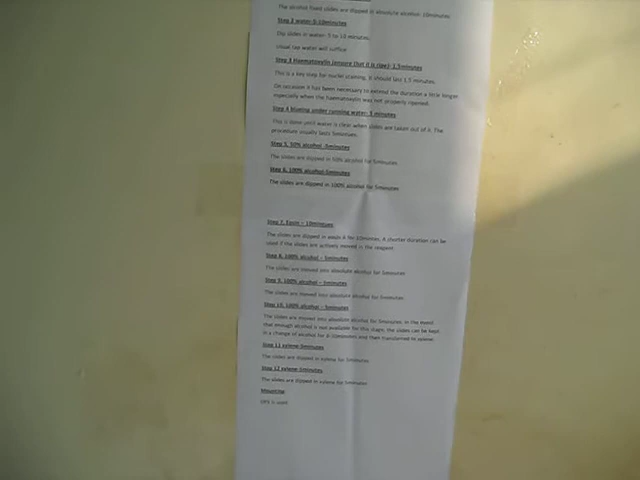 The alcohol fixed slides are dipped in absolute alcohol- 10minutes
Step 2 water-5-10minutes
Dip slides in water- 5 to 10 minutes.
Usual tap water will suffice
Step 3 Haematoxylin (ensure that it is ripe)- 1.5minutes
This is a key step for nuclei staining. It should last 1.5 minutes.
On occasion it has been necessary to extend the duration a little longer
especially when the haematoxylin was not properly ripened.
Step 4 blueing under running water- 5 minutes
This is done until water is clear when slides are taken out of it. The
procedure usually lasts 5minutes.
Step 5. 50% alcohol -5minutes
The slides are dipped in 50% alcohol for 5minutes
Step 6. 100% alcohol-5minutes
The slides are dipped in 100% alcohol for 5minutes
Step 7. Eosin – 10minutes
The slides are dipped in eosin A for 10minutes. A shorter duration can be
used if the slides are actively moved in the reagent
Step 8. 100% alcohol – 5minutes
The slides are moved into absolute alcohol for 5minutes
Step 9. 100% alcohol – 5minutes
The slides are moved into absolute alcohol for 5minutes
Step 10. 100% alcohol – 5minutes
The slides are moved into absolute alcohol for 5minutes. In the event
that enough alcohol is not available for this stage, the slides can be kept
in a change of alcohol for 8-10minutes and then transferred to xylene.
Step 11 xylene-5minutes
The slides are dipped in xylene for 5minutes
Step 12 xylene-5minutes
The slides are dipped in xylene for 5minutes
Mounting
DPX is used